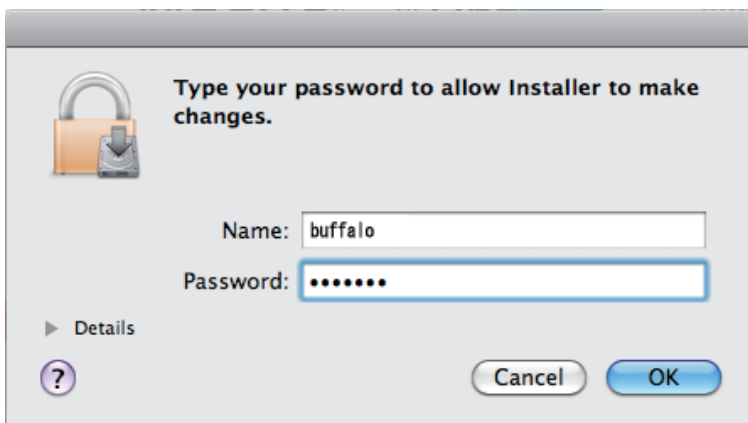 Type your password to allow Installer to make
changes.
Name: buffalo
Password: •••••••
Details
?
Cancel OK